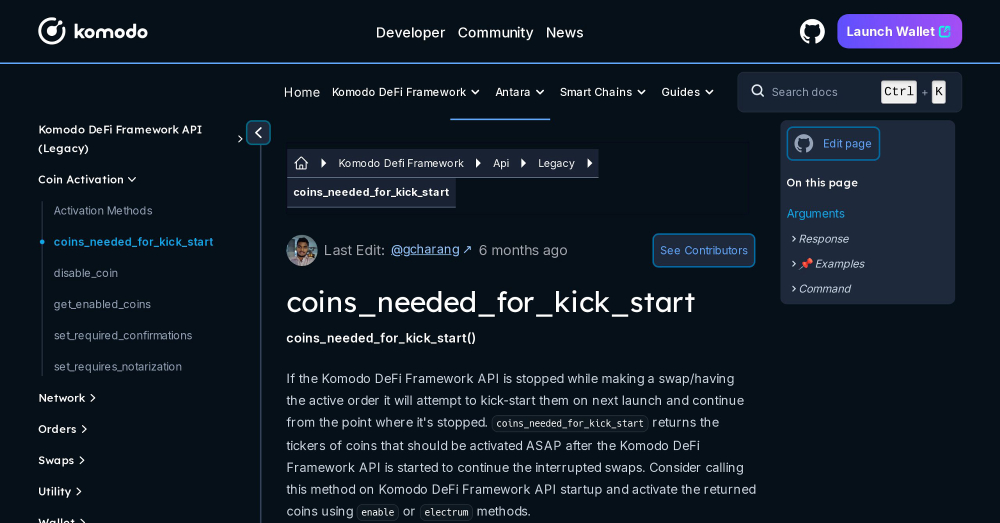 komodo
Developer Community News
Launch Wallet
Home Komodo DeFi Framework Antara Smart Chains Guides
Search docs Ctrl + K
Komodo DeFi Framework API
(Legacy)
Coin Activation
Activation Methods
coins_needed_for_kick_start
disable_coin
get_enabled_coins
set_required_confirmations
set_requires_notarization
Network
Orders
Swaps
Utility
Wallet
Komodo Defi Framework Api Legacy
coins_needed_for_kick_start
Last Edit: @gcharang ↗ 6 months ago
See Contributors
coins_needed_for_kick_start
coins_needed_for_kick_start()
If the Komodo DeFi Framework API is stopped while making a swap/having
the active order it will attempt to kick-start them on next launch and continue
from the point where it's stopped. coins_needed_for_kick_start returns the
tickers of coins that should be activated ASAP after the Komodo DeFi
Framework API is started to continue the interrupted swaps. Consider calling
this method on Komodo DeFi Framework API startup and activate the returned
coins using enable or electrum methods.
Edit page
On this page
Arguments
Response
📌 Examples
Command